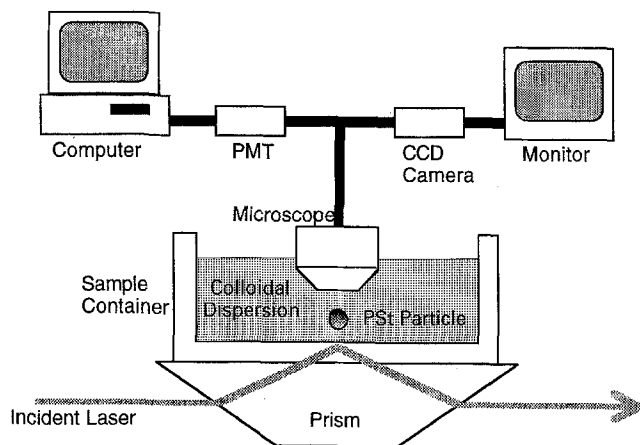 Computer
PMT
CCD
Camera
Monitor
Microscope
Sample
Container
Colloidal
Dispersion
PSt Particle
Incident Laser
Prism